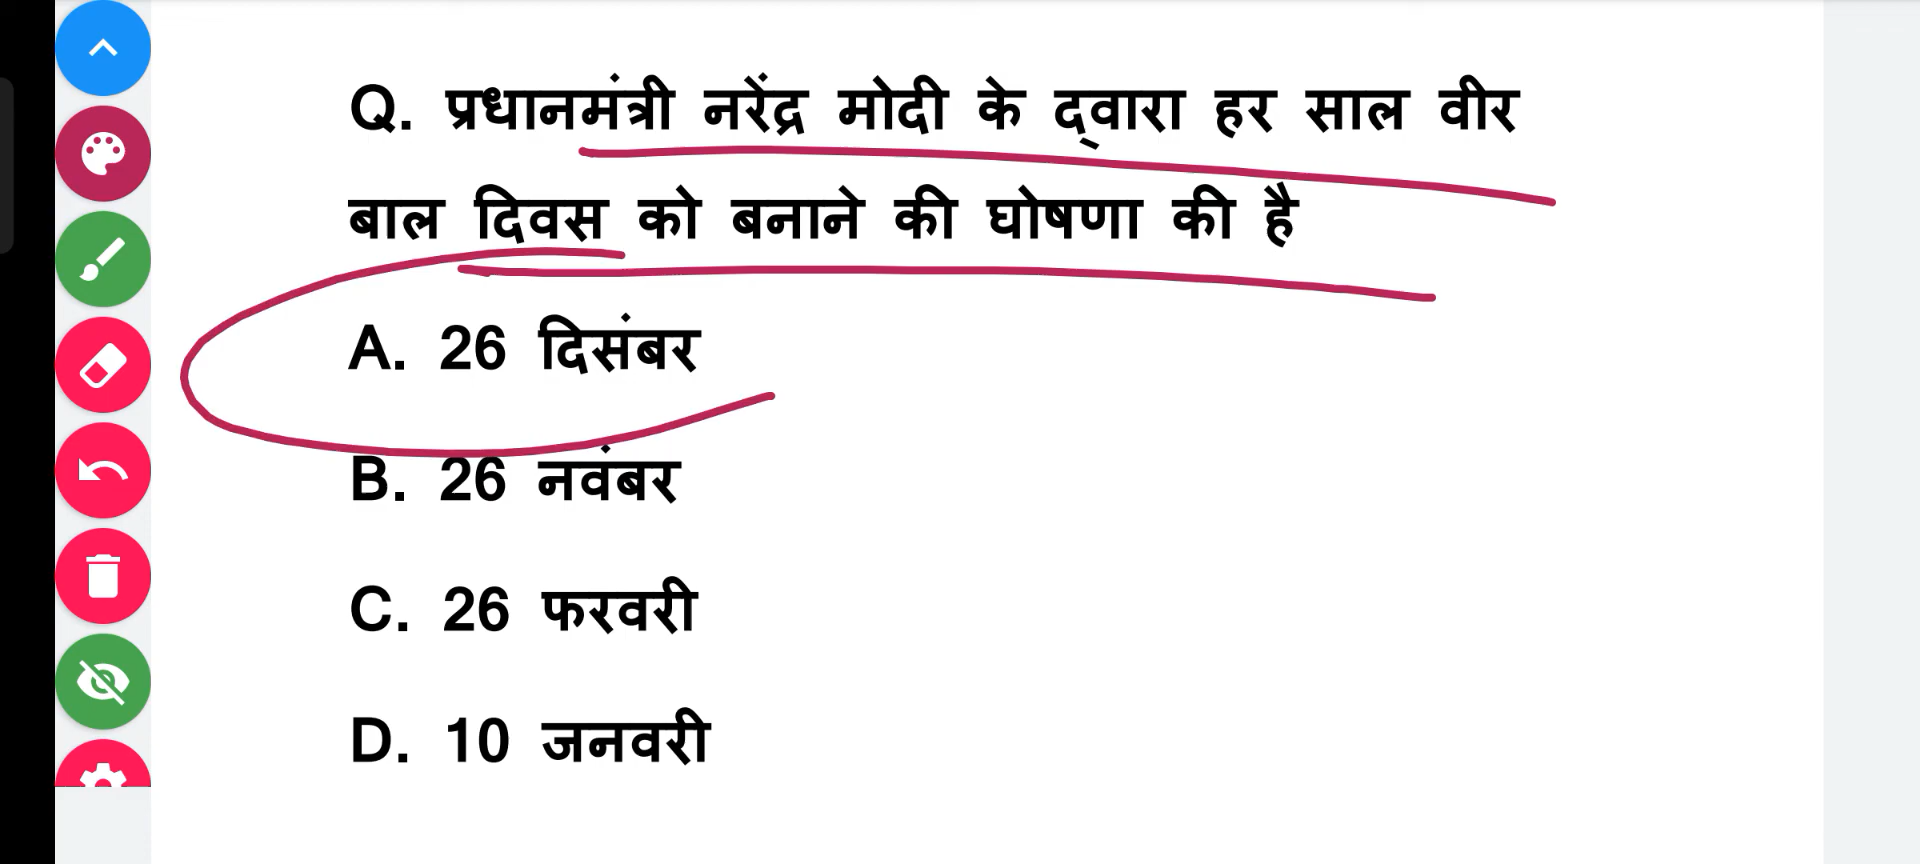 Q. प्रधानमंत्री नरेंद्र मोदी के द्वारा हर साल वीर
बाल दिवस को बनाने की घोषणा की है
A. 26 दिसंबर
B. 26 नवंबर
C. 26 फरवरी
D. 10 जनवरी